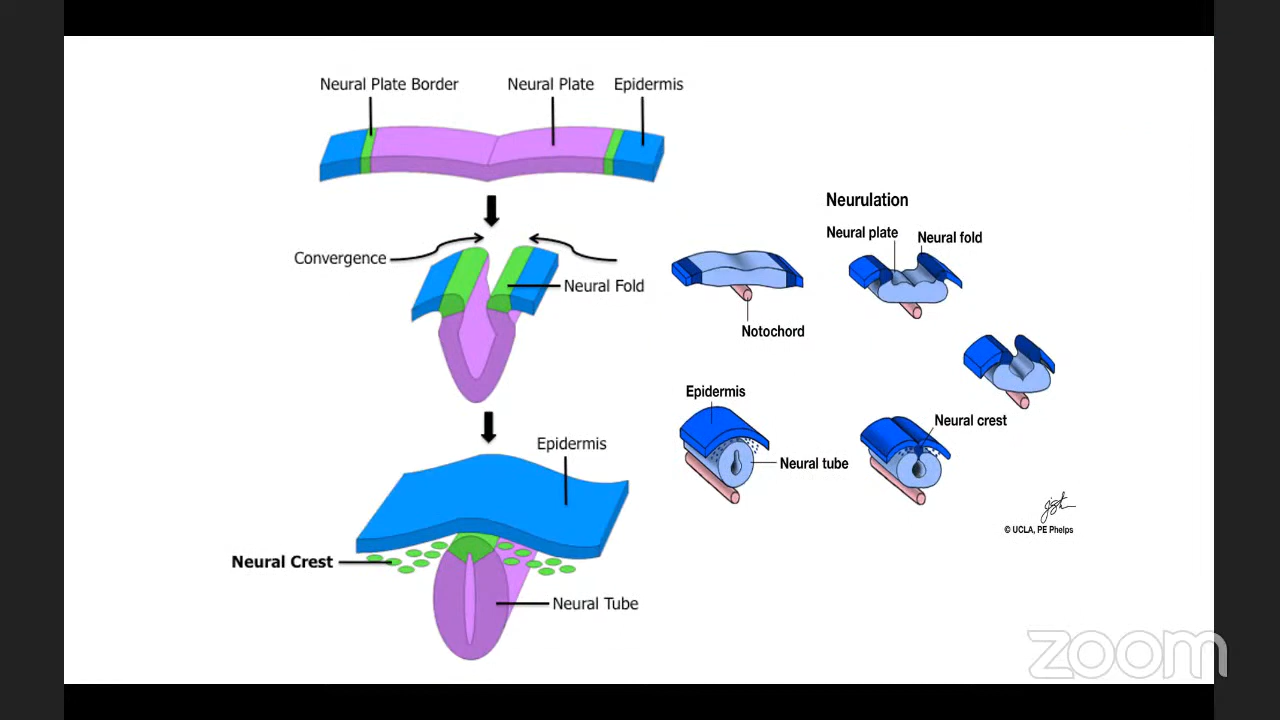 Neural Plate Border
Neural Plate
Epidermis
Convergence
Neural Fold
Epidermis
Neural Crest
Neural Tube
Neurulation
Neural plate
Neural fold
Notochord
Epidermis
Neural crest
Neural tube
© UCLA, PE Phelps
zoom